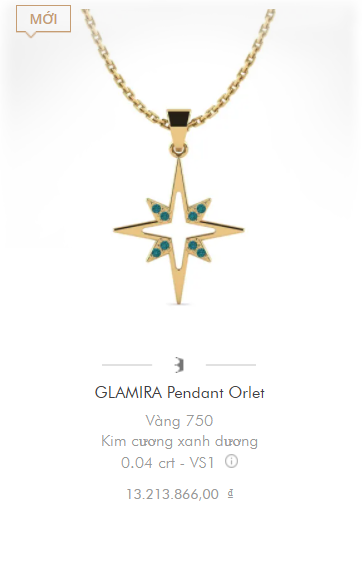 MỚI
GLAMIRA Pendant Orlet
Vàng 750
Kim cương xanh dương
0.04 crt - VS1
13.213.866,00 ₫